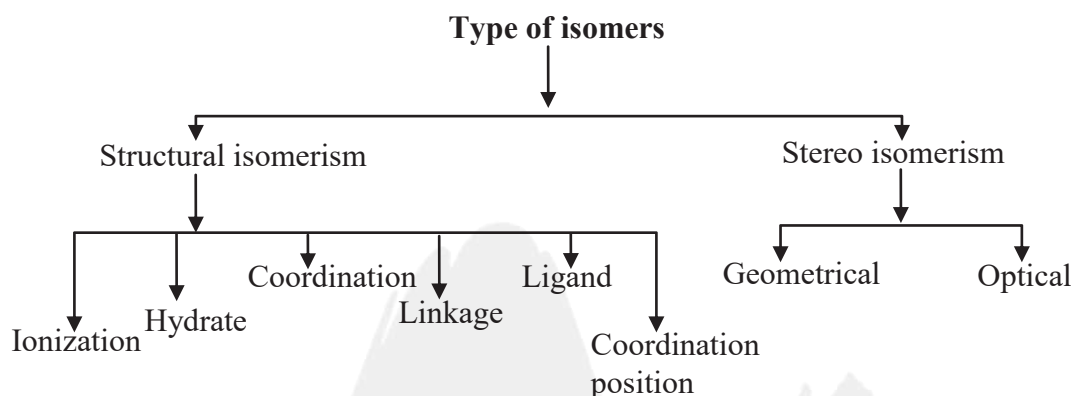 Type of isomers
Structural isomerism
Stereo isomerism
Ionization
Hydrate
Coordination
Linkage
Ligand
Coordination
position
Geometrical
Optical